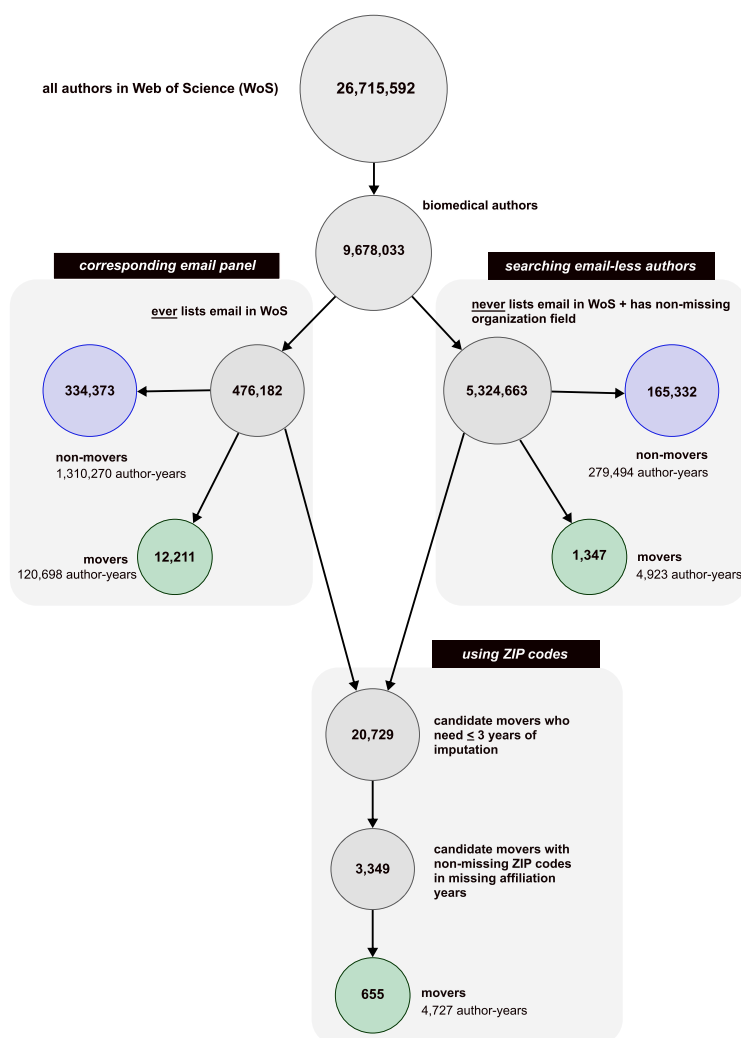 all authors in Web of Science (WoS)
26,715,592
biomedical authors
9,678,033
corresponding email panel
ever lists email in WoS
334,373
476,182
non-movers
1,310,270 author-years
movers
120,698 author-years
12,211
searching email-less authors
never lists email in WoS + has non-missing
organization field
5,324,663
165,332
non-movers
279,494 author-years
1,347
movers
4,923 author-years
using ZIP codes
20,729
candidate movers who
need ≤ 3 years of
imputation
3,349
candidate movers with
non-missing ZIP codes
in missing affiliation
years
655
movers
4,727 author-years